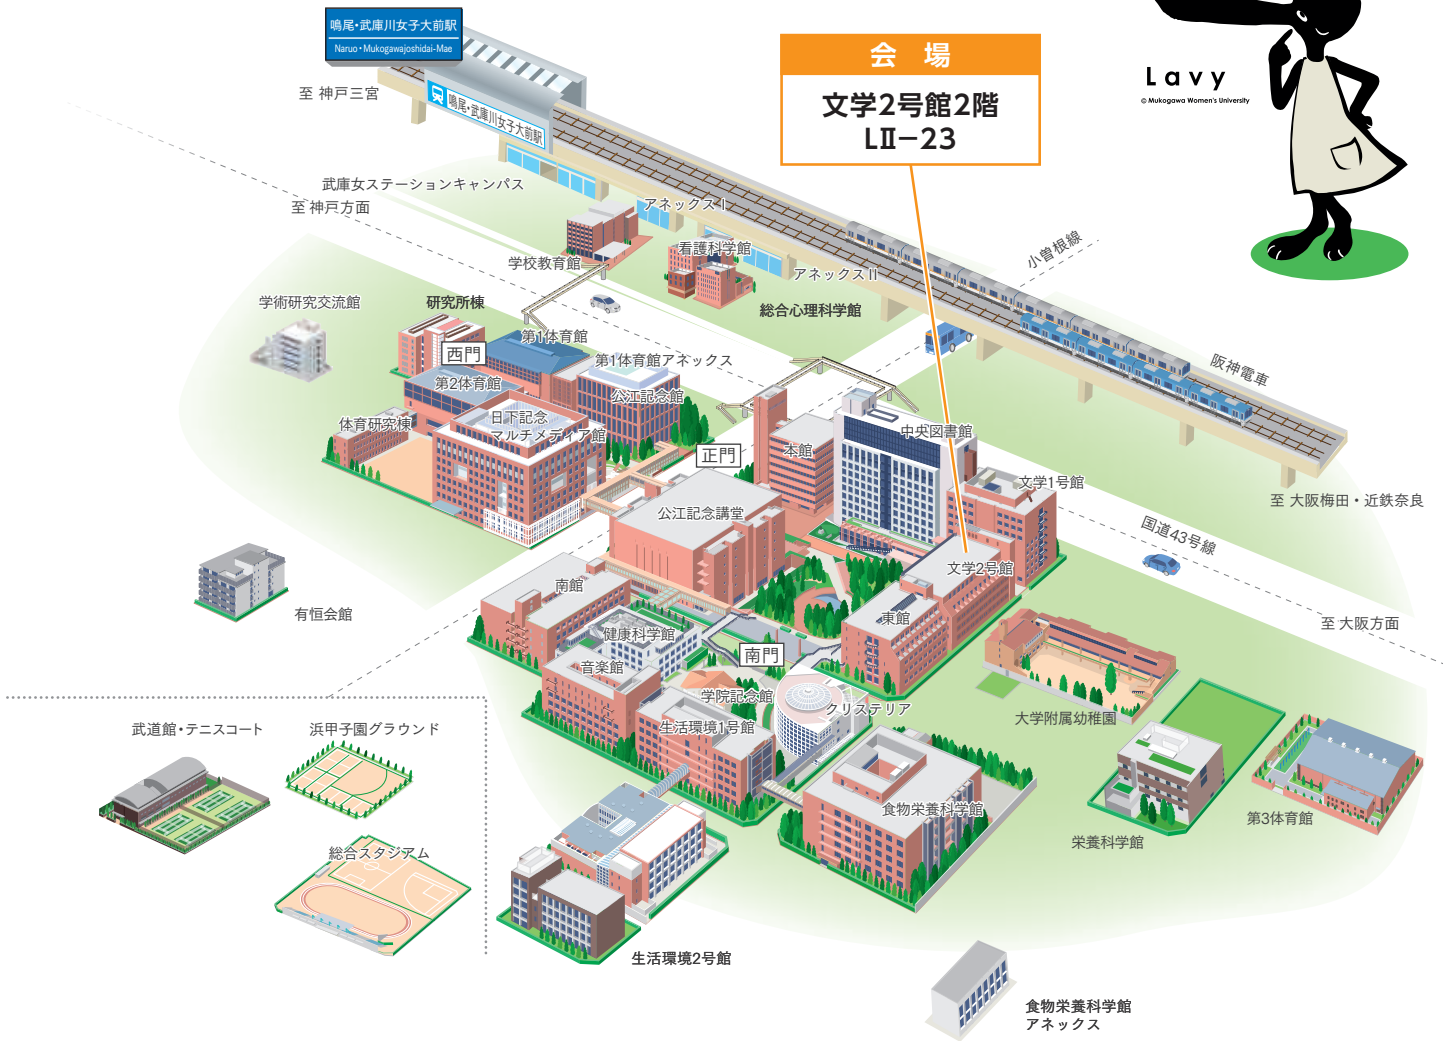 鳴尾・武庫川女子大前駅
Naruo・Mukogawajoshidai-Mae
至 神戸三宮
鳴尾・武庫川女子大前駅
会 場
文学2号館2階
LⅡ−23
Lavy
© Mukogawa Women's University
武庫女ステーションキャンパス
至 神戸方面
アネックスⅠ
学校教育館
看護科学館
アネックスⅡ
小曽根線
総合心理科学館
学術研究交流館
研究所棟
第1体育館
西門
第1体育館アネックス
第2体育館
公江記念館
阪神電車
体育研究棟
日下記念
マルチメディア館
正門
本館
中央図書館
文学1号館
至 大阪梅田・近鉄奈良
公江記念講堂
国道43号線
文学2号館
南館
有恒会館
東館
至 大阪方面
健康科学館
南門
音楽館
学院記念館
クリステリア
大学附属幼稚園
生活環境1号館
武道館・テニスコート
浜甲子園グラウンド
食物栄養科学館
第3体育館
栄養科学館
総合スタジアム
生活環境2号館
食物栄養科学館
アネックス